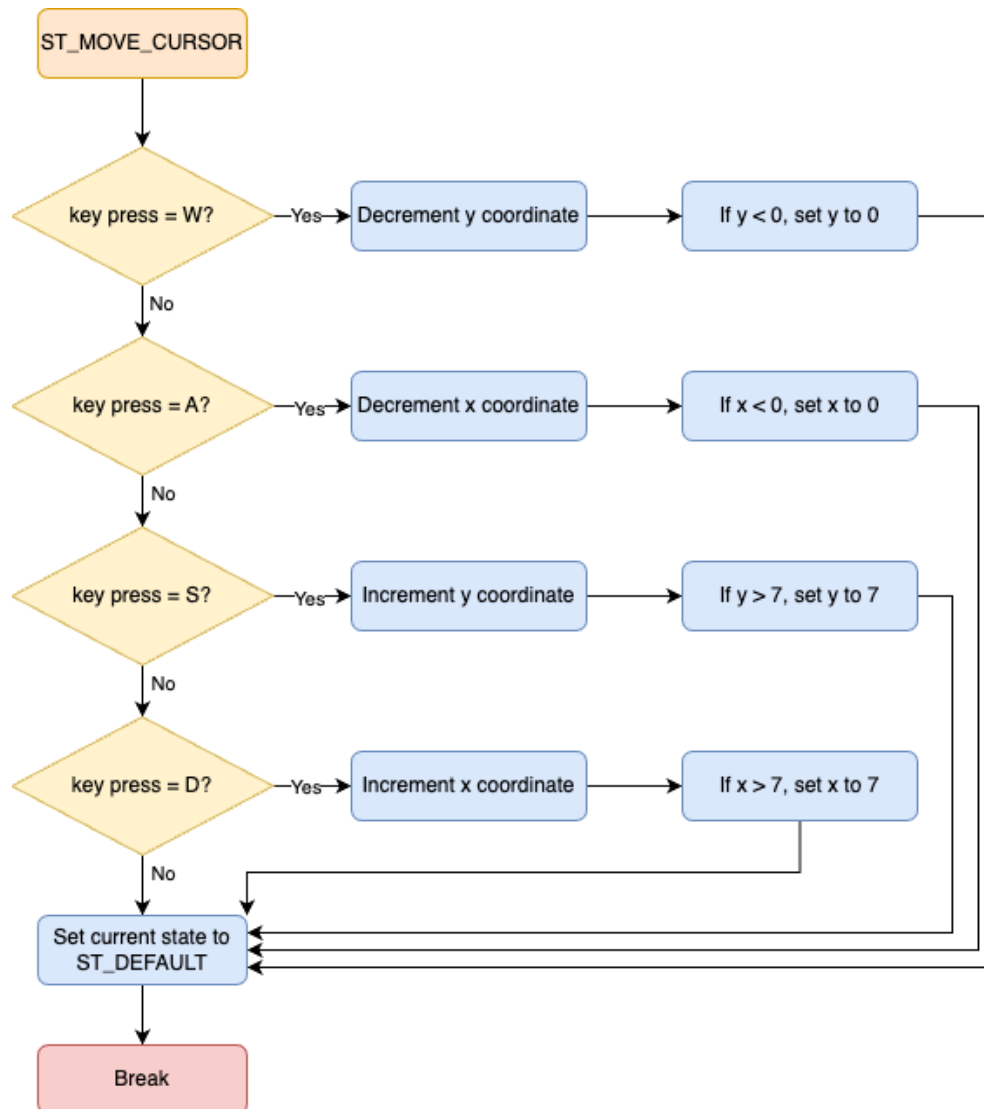 ST_MOVE_CURSOR
key press = W?
Yes
Decrement y coordinate
If y < 0, set y to 0
No
key press = A?
Yes
Decrement x coordinate
If x < 0, set x to 0
No
key press = S?
Yes
Increment y coordinate
If y > 7, set y to 7
No
key press = D?
Yes
Increment x coordinate
If x > 7, set x to 7
No
Set current state to
ST_DEFAULT
Break